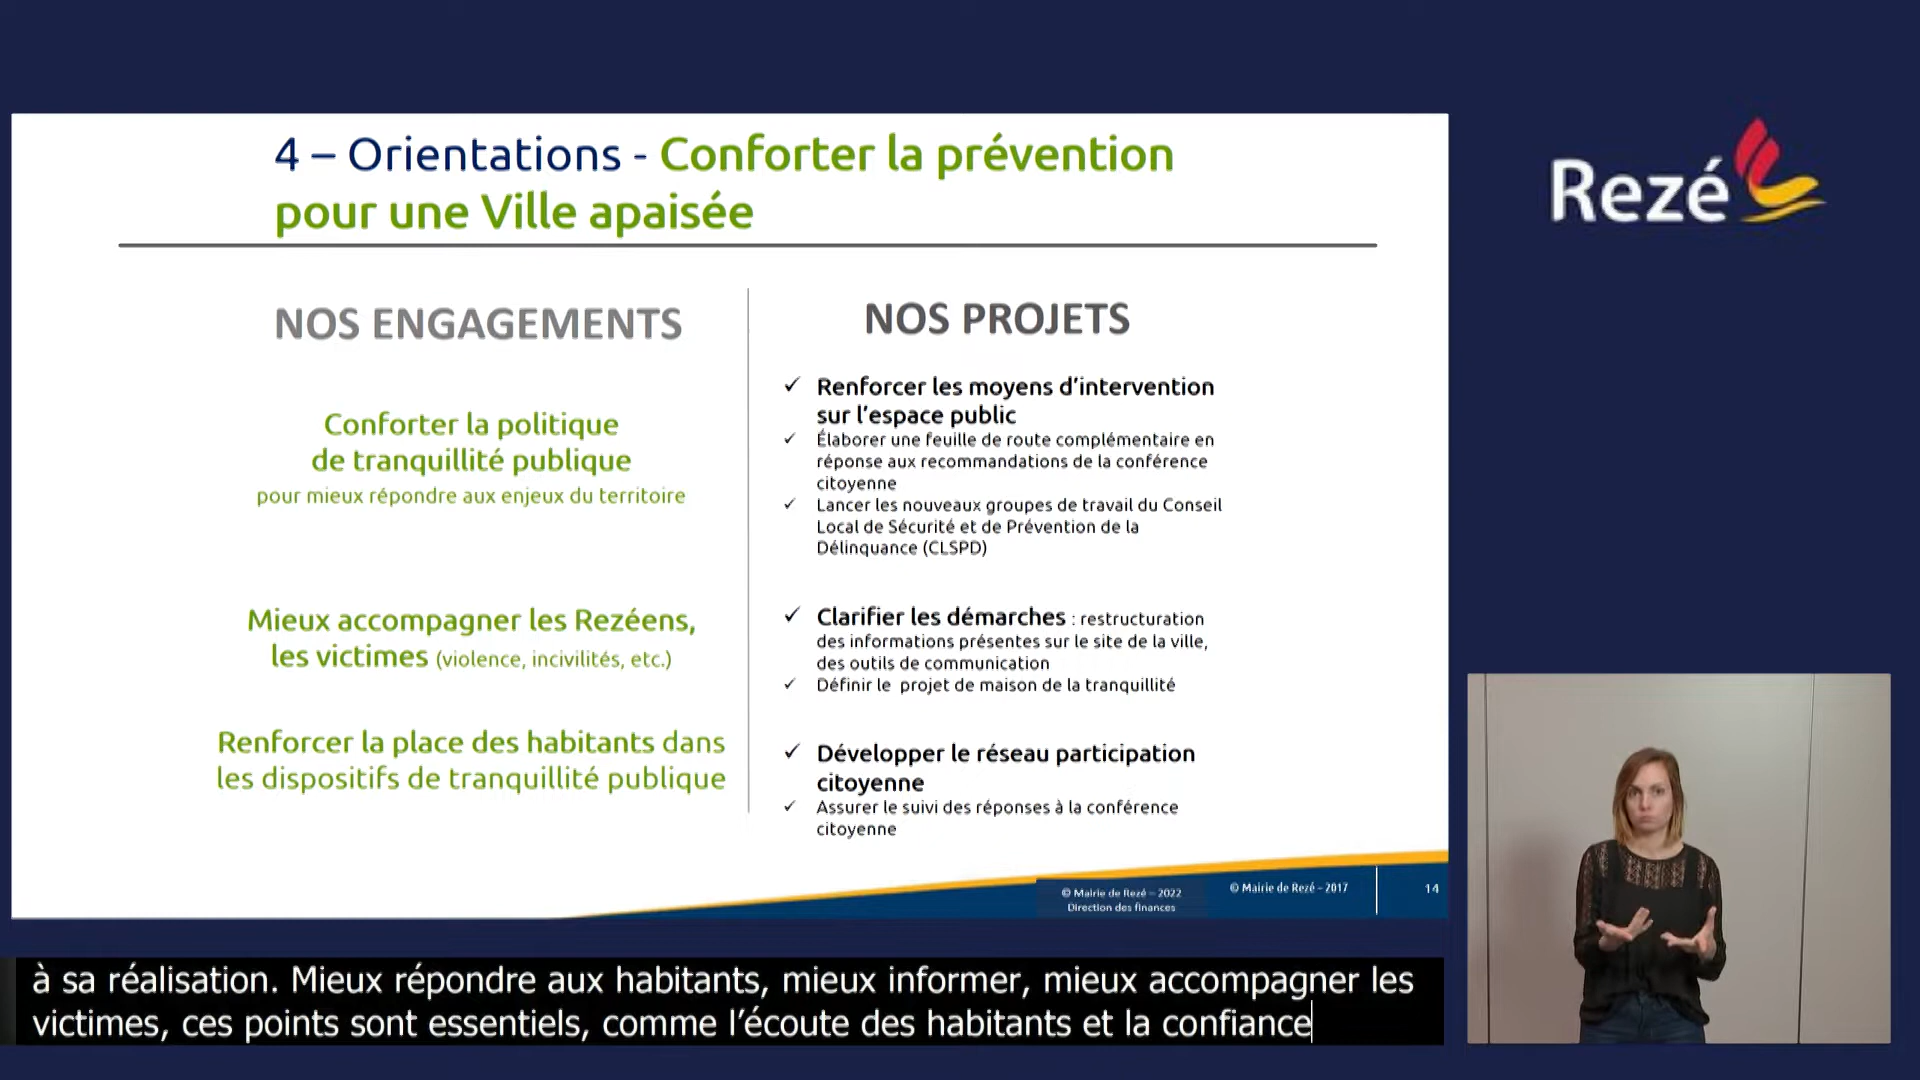 4 – Orientations - Conforter la prévention
pour une Ville apaisée
Rezé
NOS ENGAGEMENTS
Conforter la politique
de tranquillité publique
pour mieux répondre aux enjeux du territoire
Mieux accompagner les Rezéens,
les victimes (violence, incivilités, etc.)
Renforcer la place des habitants dans
les dispositifs de tranquillité publique
NOS PROJETS
✓ Renforcer les moyens d’intervention
sur l’espace public
✓ Élaborer une feuille de route complémentaire en
réponse aux recommandations de la conférence
citoyenne
✓ Lancer les nouveaux groupes de travail du Conseil
Local de Sécurité et de Prévention de la
Délinquance (CLSPD)
✓ Clarifier les démarches : restructuration
des informations présentes sur le site de la ville,
des outils de communication
✓ Définir le projet de maison de la tranquillité
✓ Développer le réseau participation
citoyenne
✓ Assurer le suivi des réponses à la conférence
citoyenne
© Mairie de Rezé – 2022
Direction des finances
© Mairie de Rezé - 2017
14
à sa réalisation. Mieux répondre aux habitants, mieux informer, mieux accompagner les
victimes, ces points sont essentiels, comme l’écoute des habitants et la confiance